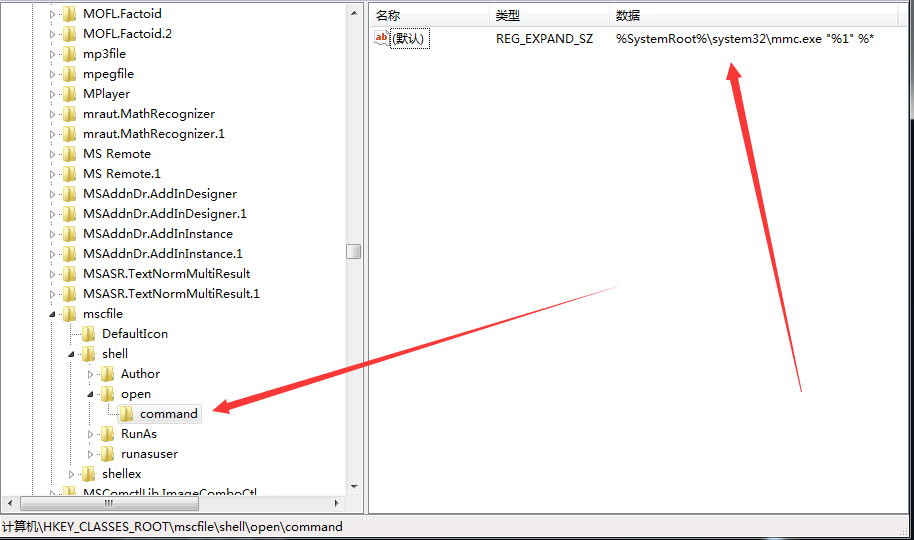 MOFL.Factoid
MOFL.Factoid.2
mp3file
mpegfile
MPlayer
mraut.MathRecognizer
mraut.MathRecognizer.1
MS Remote
MS Remote.1
MSAddnDr.AddInDesigner
MSAddnDr.AddInDesigner.1
MSAddnDr.AddInInstance
MSAddnDr.AddInInstance.1
MSASR.TextNormMultiResult
MSASR.TextNormMultiResult.1
mscfile
DefaultIcon
shell
Author
open
command
RunAs
runasuser
shellex
MSComctlLib.ImageComboCtl
名称 类型 数据
ab (默认) REG_EXPAND_SZ %SystemRoot%\system32\mmc.exe "%1" %*
计算机\HKEY_CLASSES_ROOT\mscfile\shell\open\command